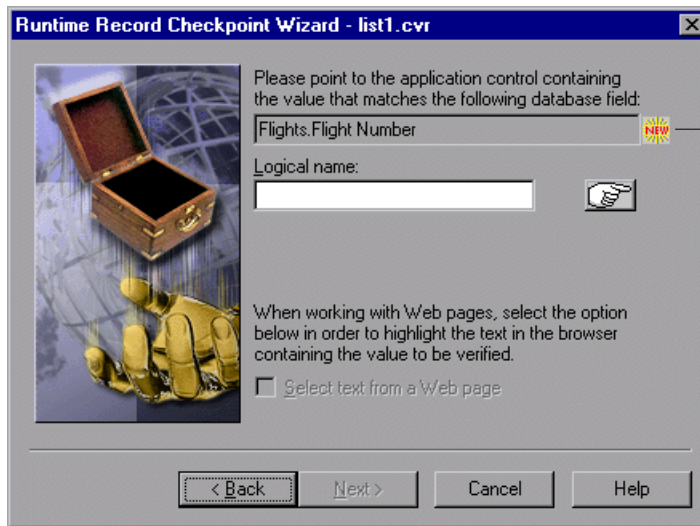 Runtime Record Checkpoint Wizard - list1.cvr
Please point to the application control containing
the value that matches the following database field:
Flights.Flight Number
NEW
Logical name:
When working with Web pages, select the option
below in order to highlight the text in the browser
containing the value to be verified.
Select text from a Web page
< Back
Next >
Cancel
Help